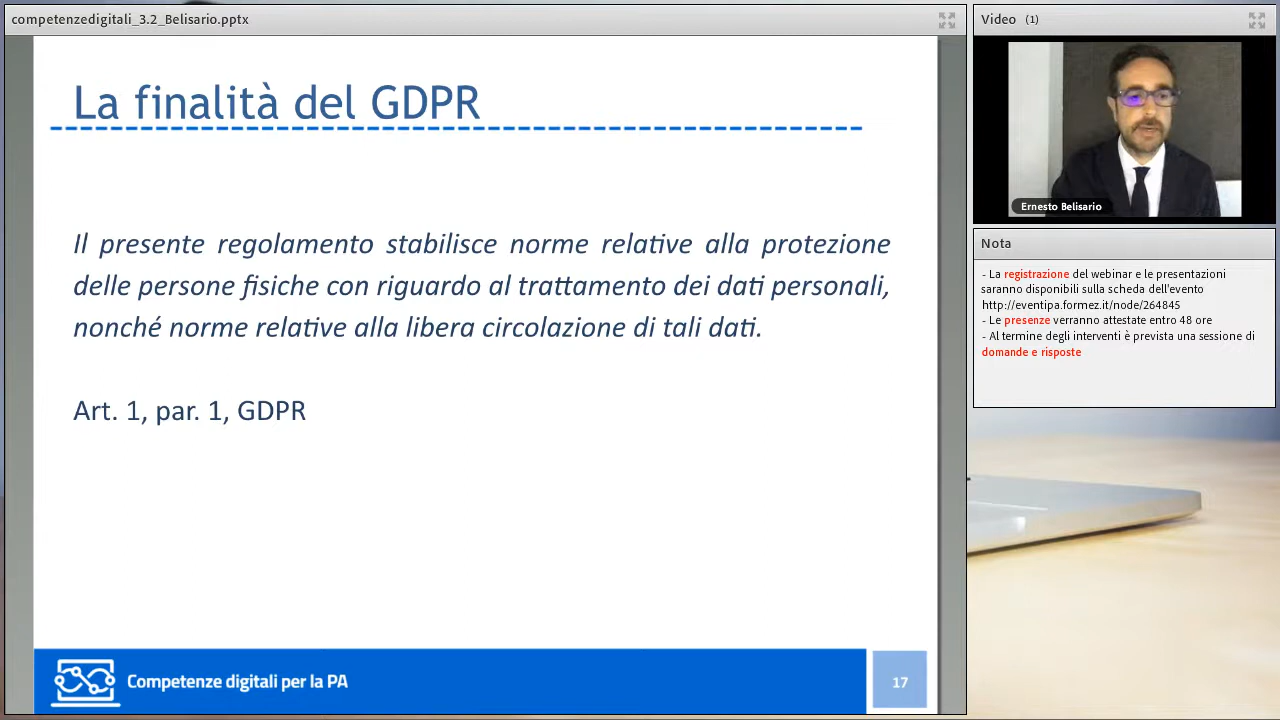 competenzedigitali_3.2_Belisario.pptx
La finalità del GDPR
Il presente regolamento stabilisce norme relative alla protezione
delle persone fisiche con riguardo al trattamento dei dati personali,
nonché norme relative alla libera circolazione di tali dati.
Art. 1, par. 1, GDPR
Competenze digitali per la PA
17
Video (1)
Ernesto Belisario
Nota
- La registrazione del webinar e le presentazioni
saranno disponibili sulla scheda dell'evento
http://eventipa.formez.it/node/264845
- Le presenze verranno attestate entro 48 ore
- Al termine degli interventi è prevista una sessione di
domande e risposte